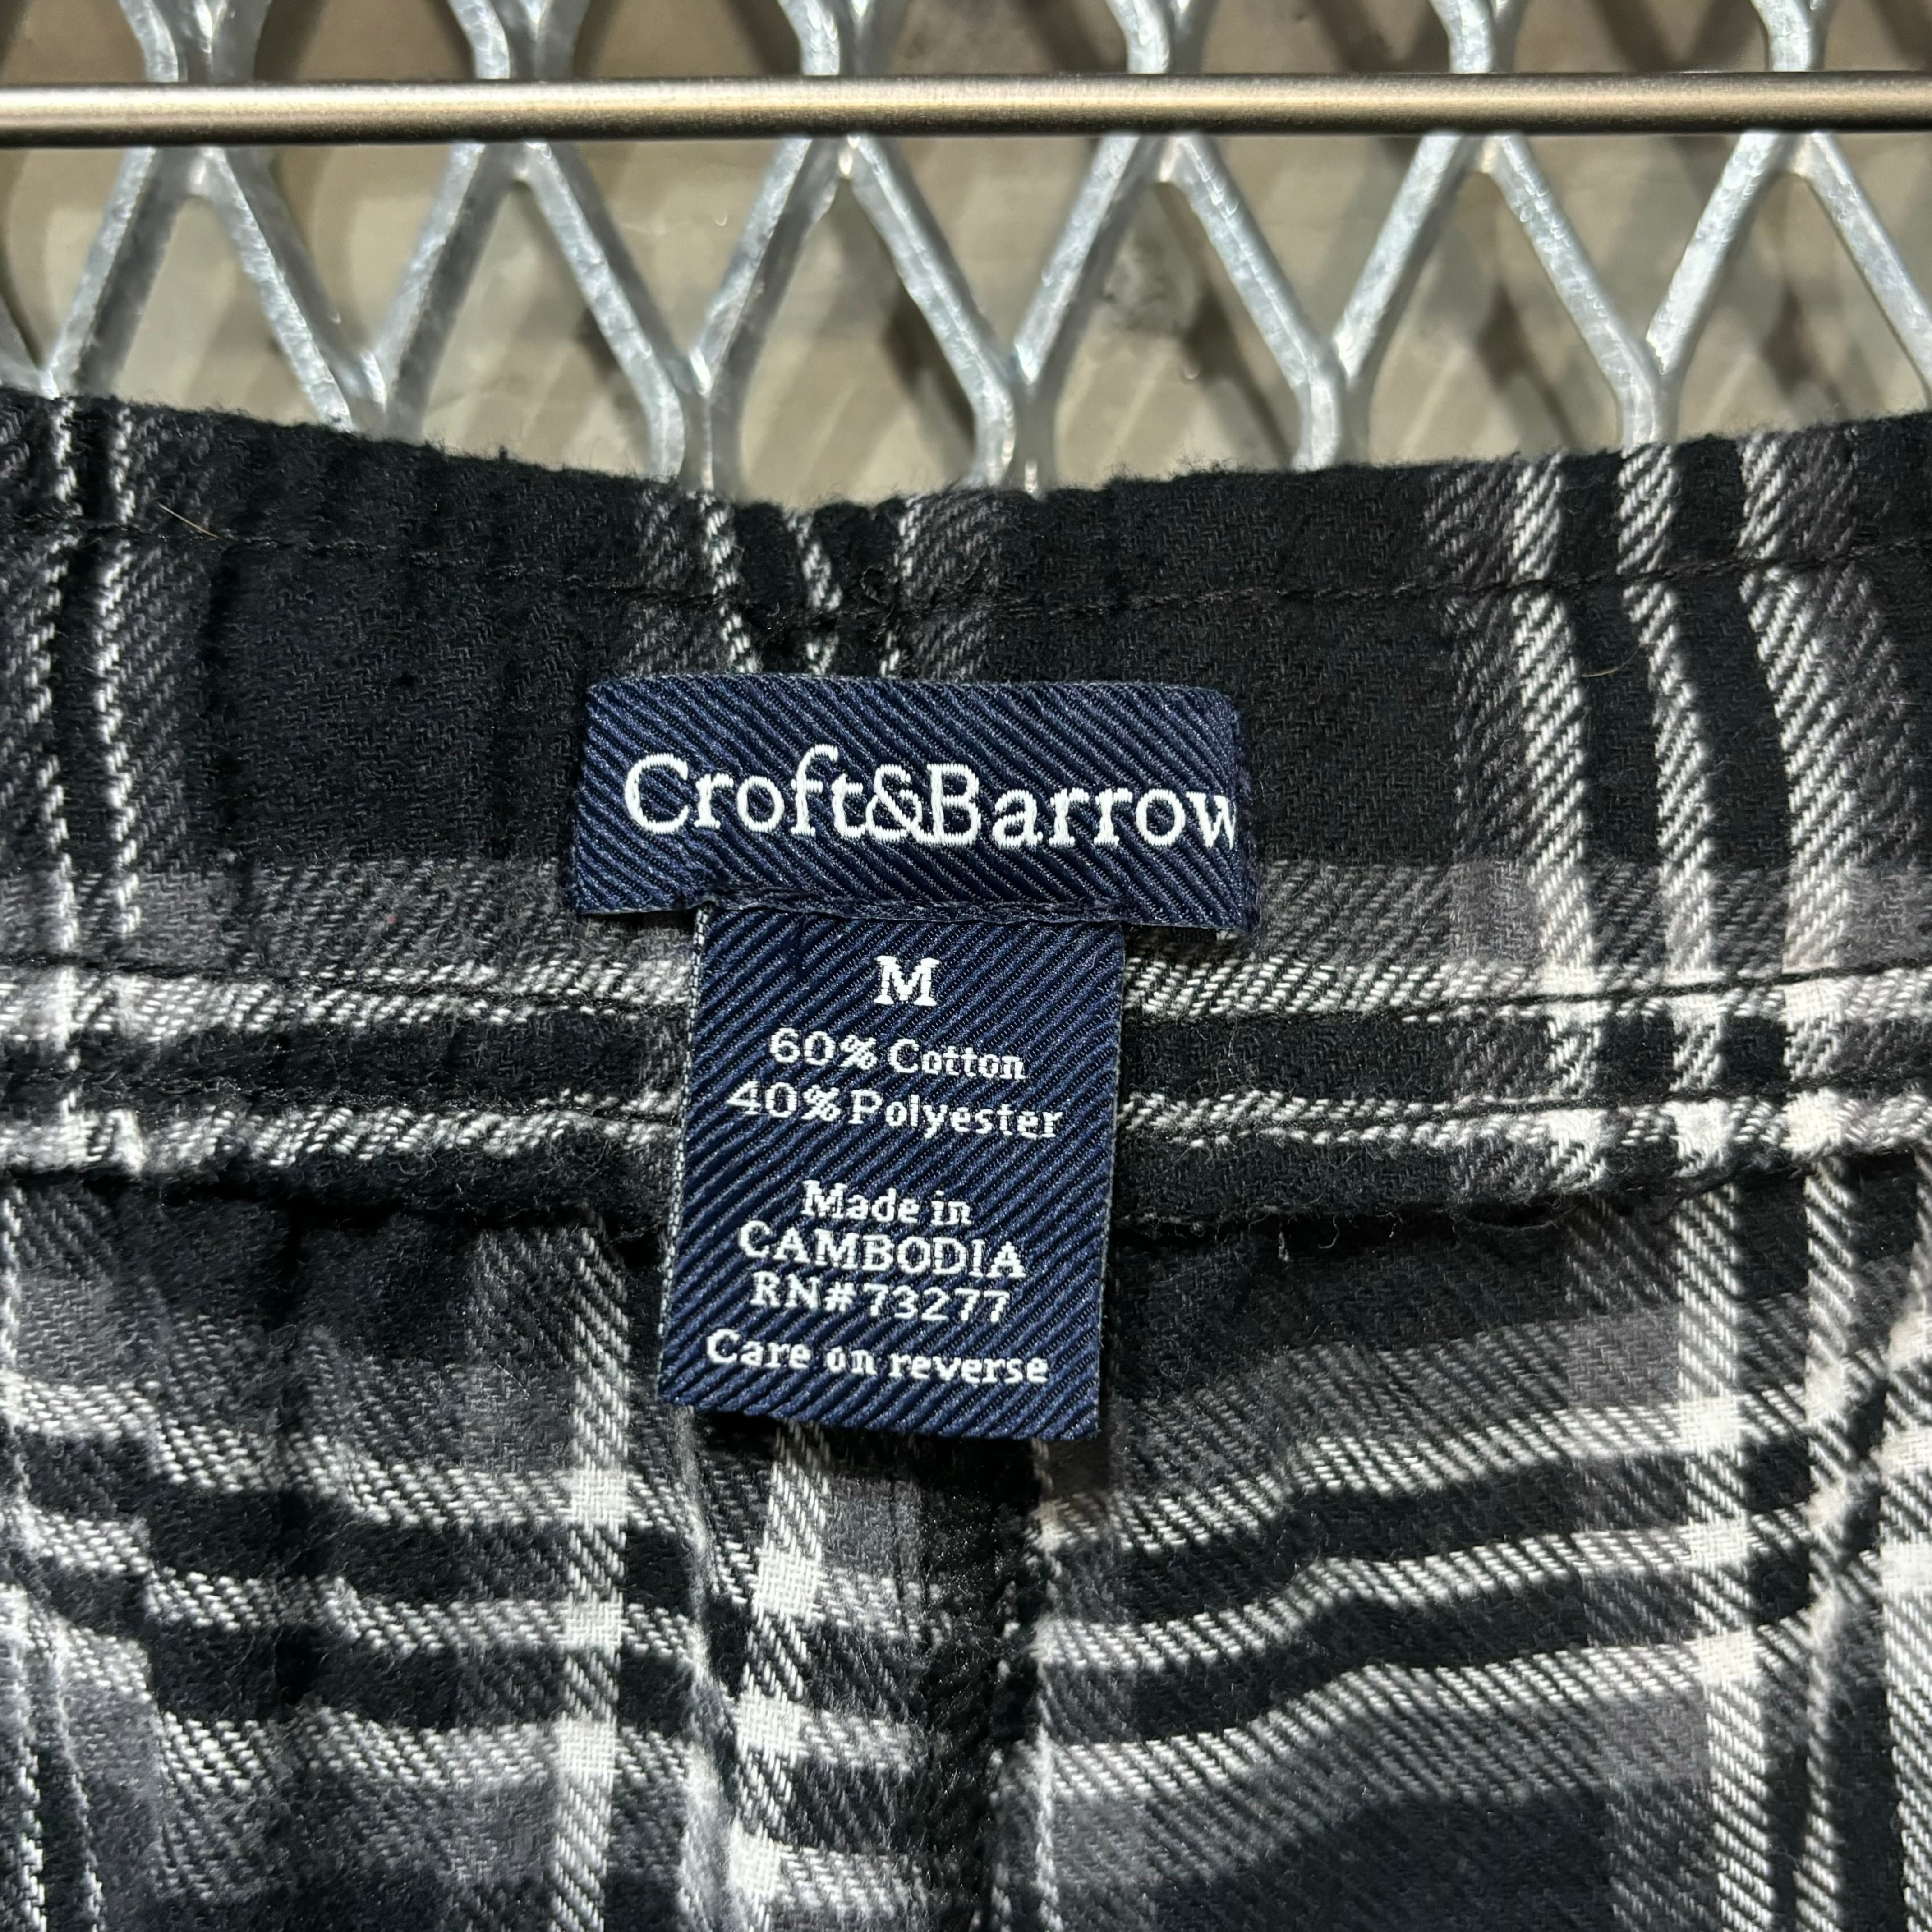 Croft&Barrow
M
60% Cotton
40% Polyester
Made in
CAMBODIA
RN#73277
Care on reverse